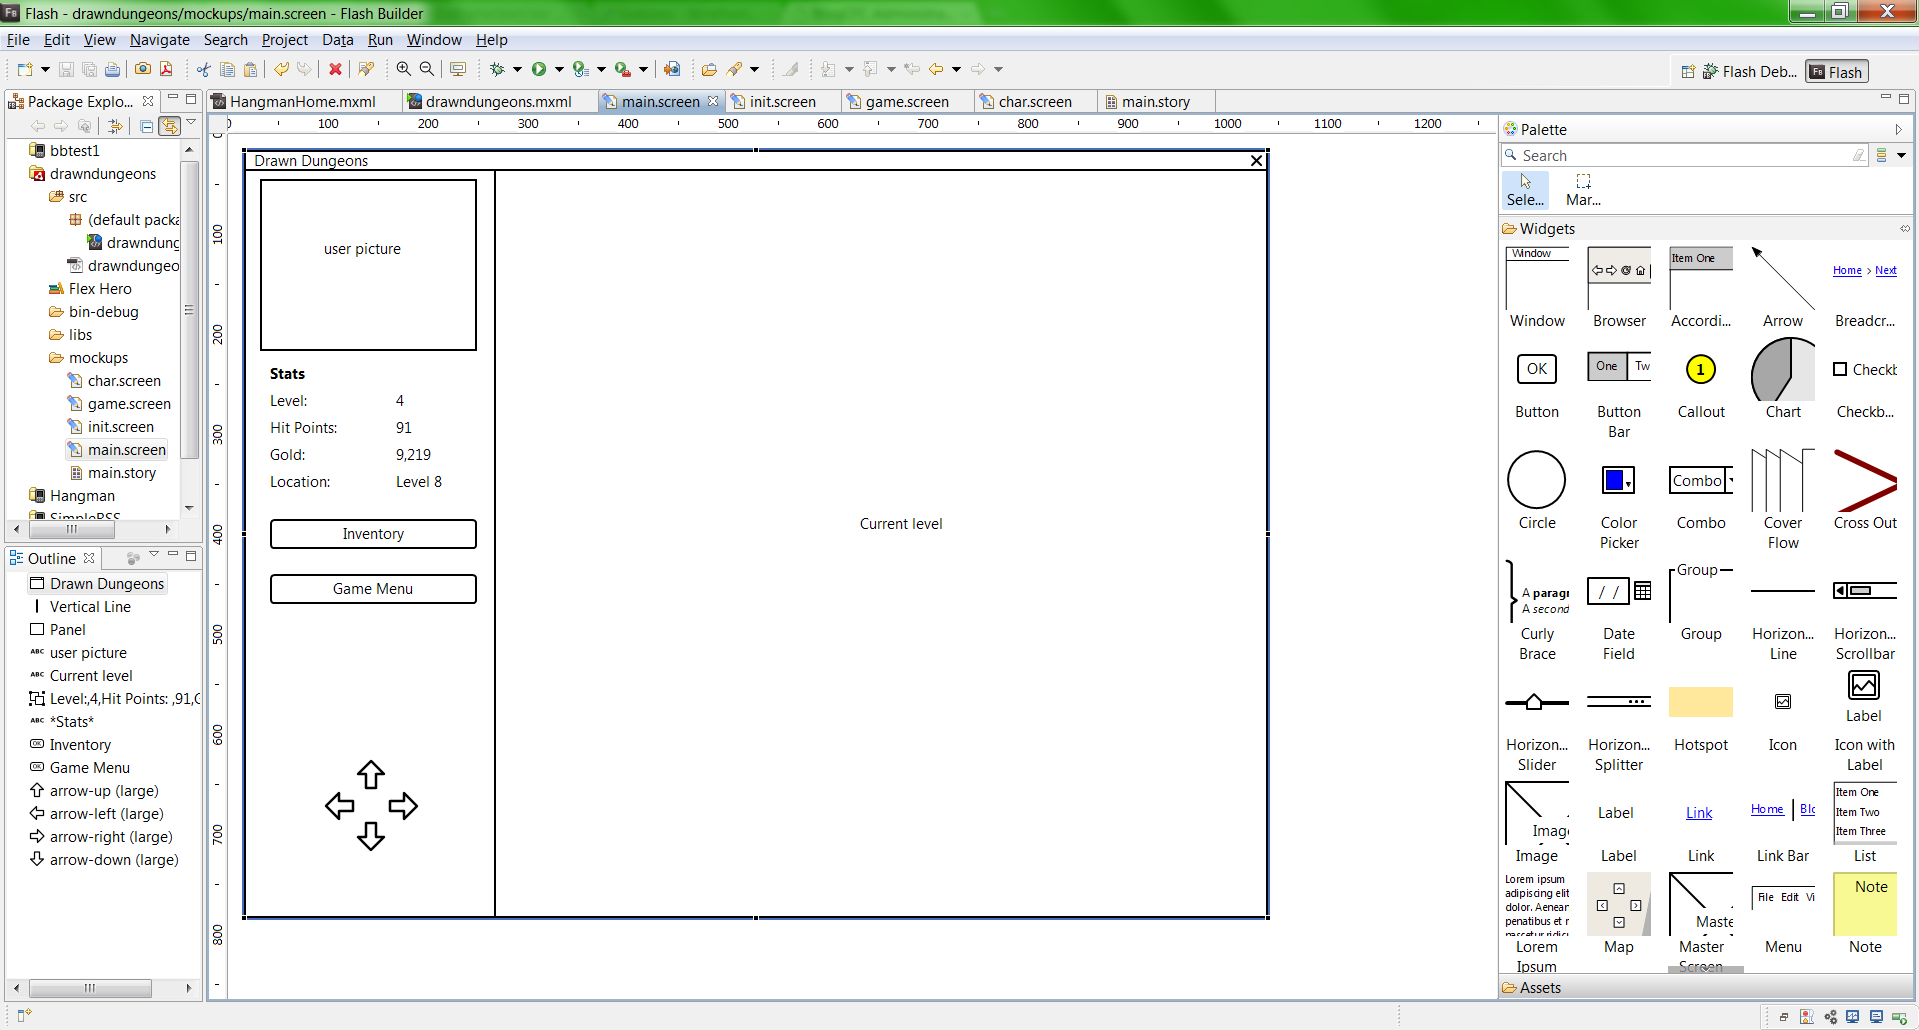 Flash - drawndungeons/mockups/main.screen - Flash Builder
File Edit View Navigate Search Project Data Run Window Help
Flash Deb... Flash
Package Explo...
HangmanHome.mxml drawndungeons.mxml main.screen init.screen game.screen char.screen main.story
bbtest1
drawndungeons
src
(default packa
drawndung
drawndungeo
Flex Hero
bin-debug
libs
mockups
char.screen
game.screen
init.screen
main.screen
main.story
Hangman
SimpleRSS
Outline
Drawn Dungeons
Vertical Line
Panel
user picture
Current level
Level:,4,Hit Points: ,91,G
*Stats*
Inventory
Game Menu
arrow-up (large)
arrow-left (large)
arrow-right (large)
arrow-down (large)
0 100 200 300 400 500 600 700 800 900 1000 1100 1200
0
100
200
300
400
500
600
700
800
Drawn Dungeons
user picture
Stats
Level: 4
Hit Points: 91
Gold: 9,219
Location: Level 8
Inventory
Game Menu
Current level
Palette
Search
Sele... Mar...
Widgets
Window Item One Home > Next
Window Browser Accordi... Arrow Breadcr...
OK One Tw 1 Checkb
Button Button Bar Callout Chart Checkb...
Combo
Circle Color Picker Combo Cover Flow Cross Out
A paragr
A second
/ /
Group
Curly Brace Date Field Group Horizon... Line Horizon... Scrollbar
Label
Horizon... Slider Horizon... Splitter Hotspot Icon Icon with Label
Image Label Link Home Blo
Item One
Item Two
Item Three
Image Label Link Link Bar List
Lorem ipsum
adipiscing elit
dolor. Aenean
penatibus et m
nascetur ridicu
Maste
File Edit Vi
Note
Lorem Ipsum Map Master Screen Menu Note
Assets